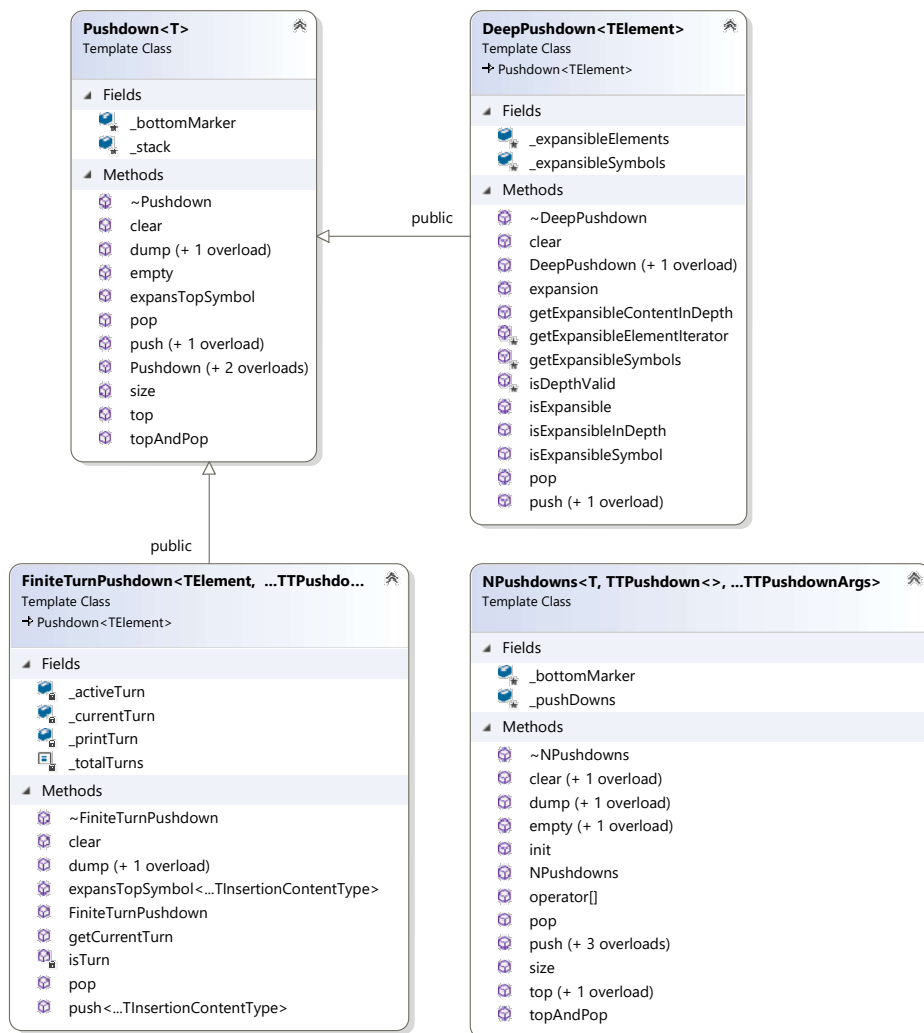 Pushdown<T>
Template Class
Fields
_bottomMarker
_stack
Methods
~Pushdown
clear
dump (+ 1 overload)
empty
expansTopSymbol
pop
push (+ 1 overload)
Pushdown (+ 2 overloads)
size
top
topAndPop
public
DeepPushdown<TElement>
Template Class
Pushdown<TElement>
Fields
_expansibleElements
_expansibleSymbols
Methods
~DeepPushdown
clear
DeepPushdown (+ 1 overload)
expansion
getExpansibleContentInDepth
getExpansibleElementIterator
getExpansibleSymbols
isDepthValid
isExpansible
isExpansibleInDepth
isExpansibleSymbol
pop
push (+ 1 overload)
public
FiniteTurnPushdown<TElement, ...TTPushdo...
Template Class
Pushdown<TElement>
Fields
_activeTurn
_currentTurn
_printTurn
_totalTurns
Methods
~FiniteTurnPushdown
clear
dump (+ 1 overload)
expansTopSymbol<...TInsertionContentType>
FiniteTurnPushdown
getCurrentTurn
isTurn
pop
push<...TInsertionContentType>
NPushdowns<T, TTPushdown<>, ...TTPushdownArgs>
Template Class
Fields
_bottomMarker
_pushDowns
Methods
~NPushdowns
clear (+ 1 overload)
dump (+ 1 overload)
empty (+ 1 overload)
init
NPushdowns
operator[]
pop
push (+ 3 overloads)
size
top (+ 1 overload)
topAndPop